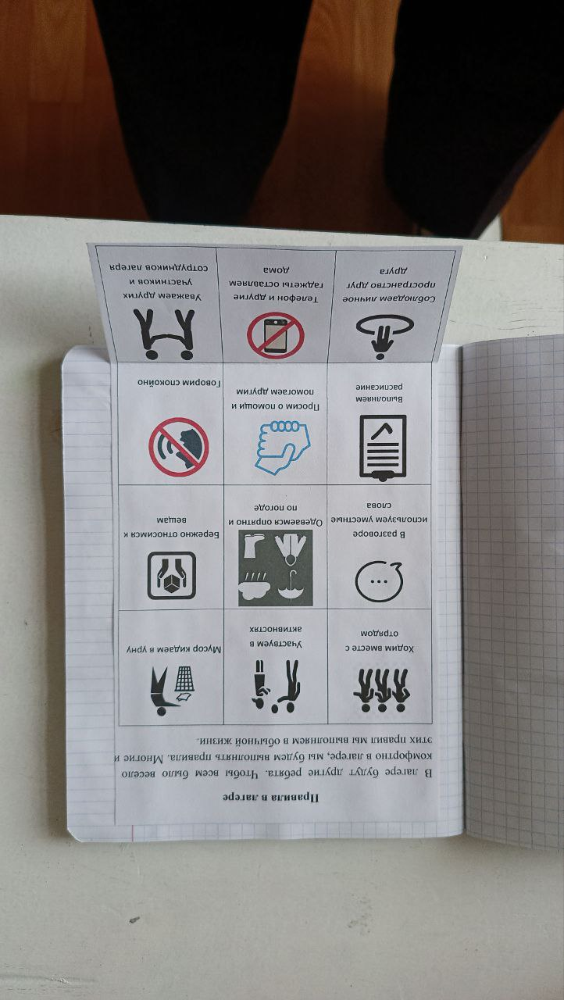 Правила в лагере
В лагере будут другие ребята. Чтобы всем было весело
комфортно в лагере, мы будем выполнять правила. Многие и
этих правил мы выполняем в обычной жизни.
Ходим вместе с
отрядом
Участвуем в
активностях
Мусор кидаем в урну
В разговоре
используем уместные
слова
Одеваемся опрятно и
по погоде
Бережно относимся к
вещам
Выполняем
расписание
Просим о помощи и
помогаем другим
Говорим спокойно
Соблюдаем личное
пространство друг
друга
Телефон и другие
гаджеты оставляем
дома
Уважаем других
участников и
сотрудников лагеря